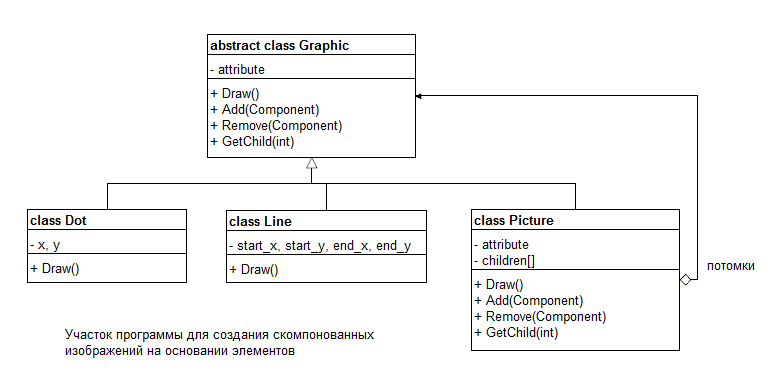 abstract class Graphic
- attribute
+ Draw()
+ Add(Component)
+ Remove(Component)
+ GetChild(int)
class Dot
- x, y
+ Draw()
class Line
- start_x, start_y, end_x, end_y
+ Draw()
class Picture
- attribute
- children[]
+ Draw()
+ Add(Component)
+ Remove(Component)
+ GetChild(int)
потомки
Участок программы для создания скомпонованных
изображений на основании элементов